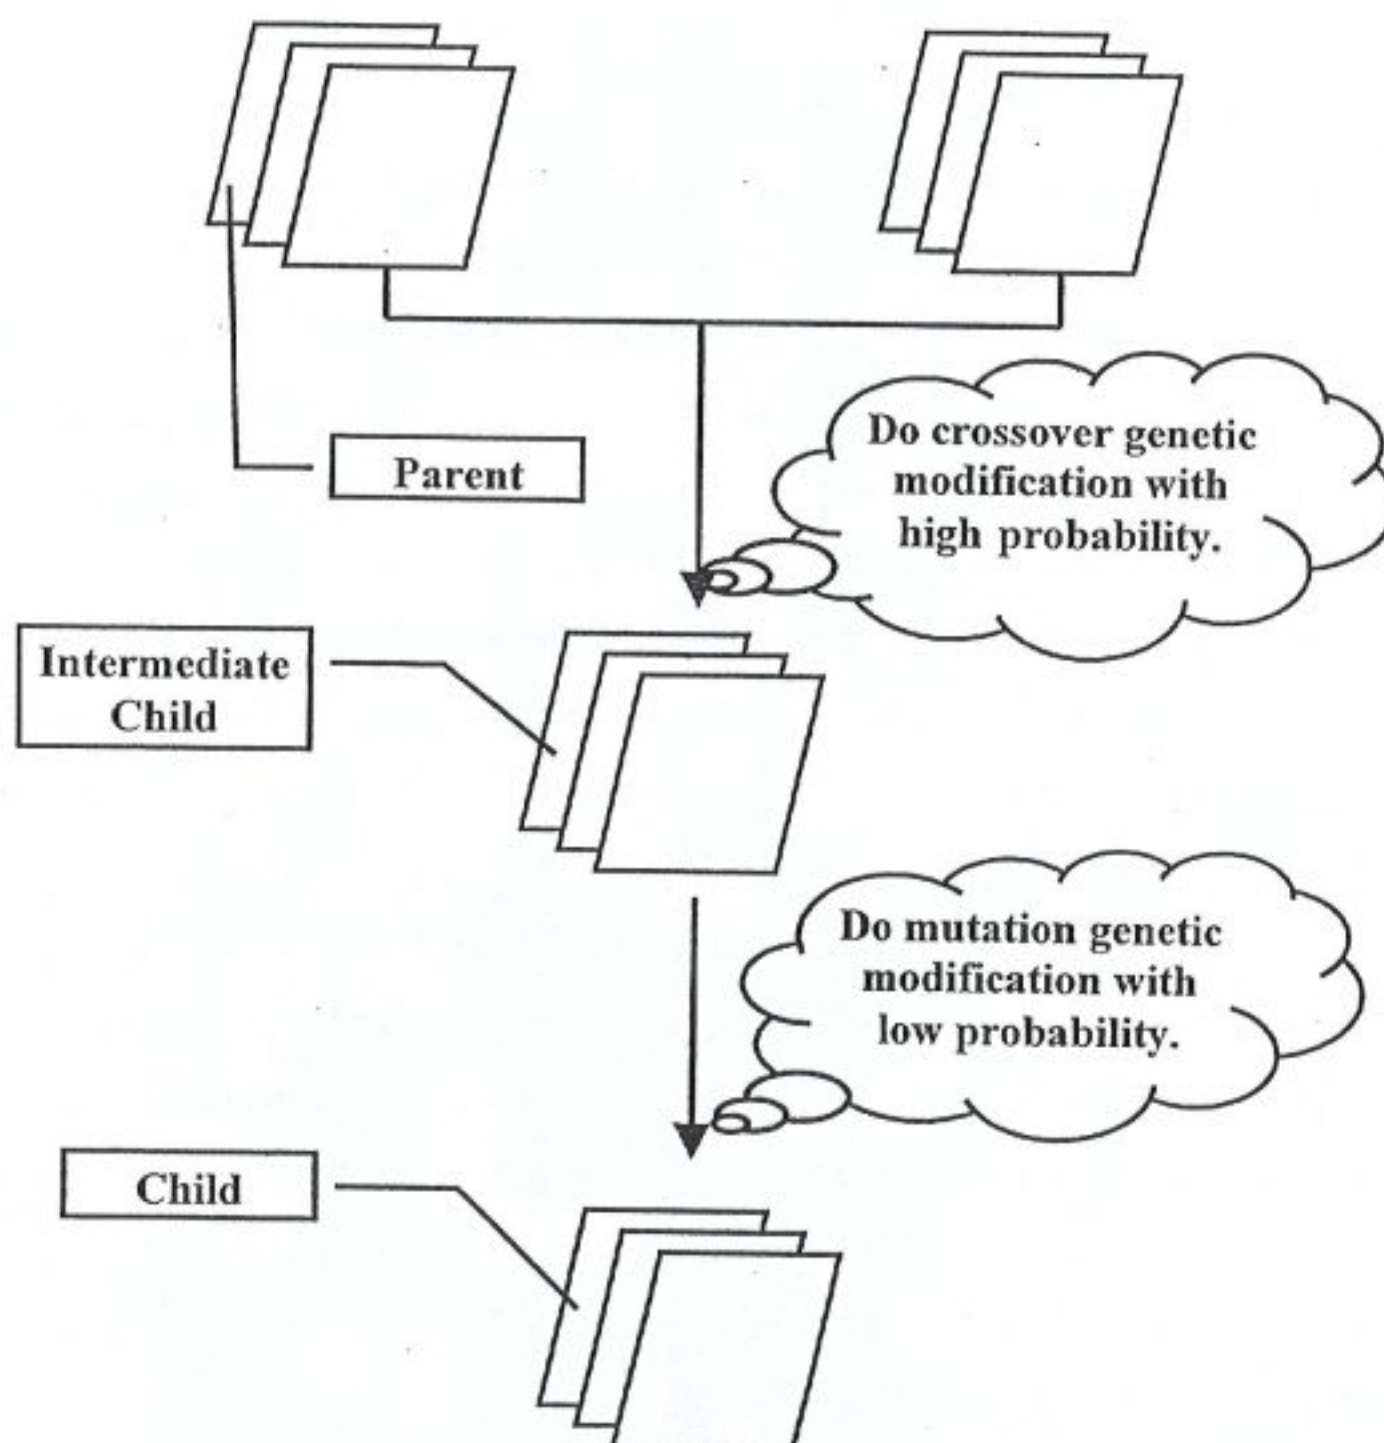 Do crossover genetic
modification with
high probability.
Parent
Intermediate
Child
Do mutation genetic
modification with
low probability.
Child